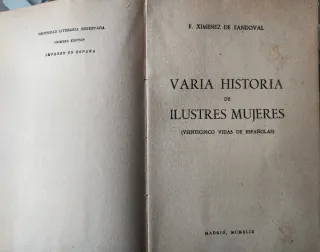 PROPIEDAD LITERARIA RESERVADA
PRIMERA EDICIÓN
IMPRESO EN ESPAÑA
F. XIMENEZ DE SANDOVAL
VARIA HISTORIA
DE
ILUSTRES MUJERES
(VEINTICINCO VIDAS DE ESPAÑOLAS)
MADRID, MCMXLIX